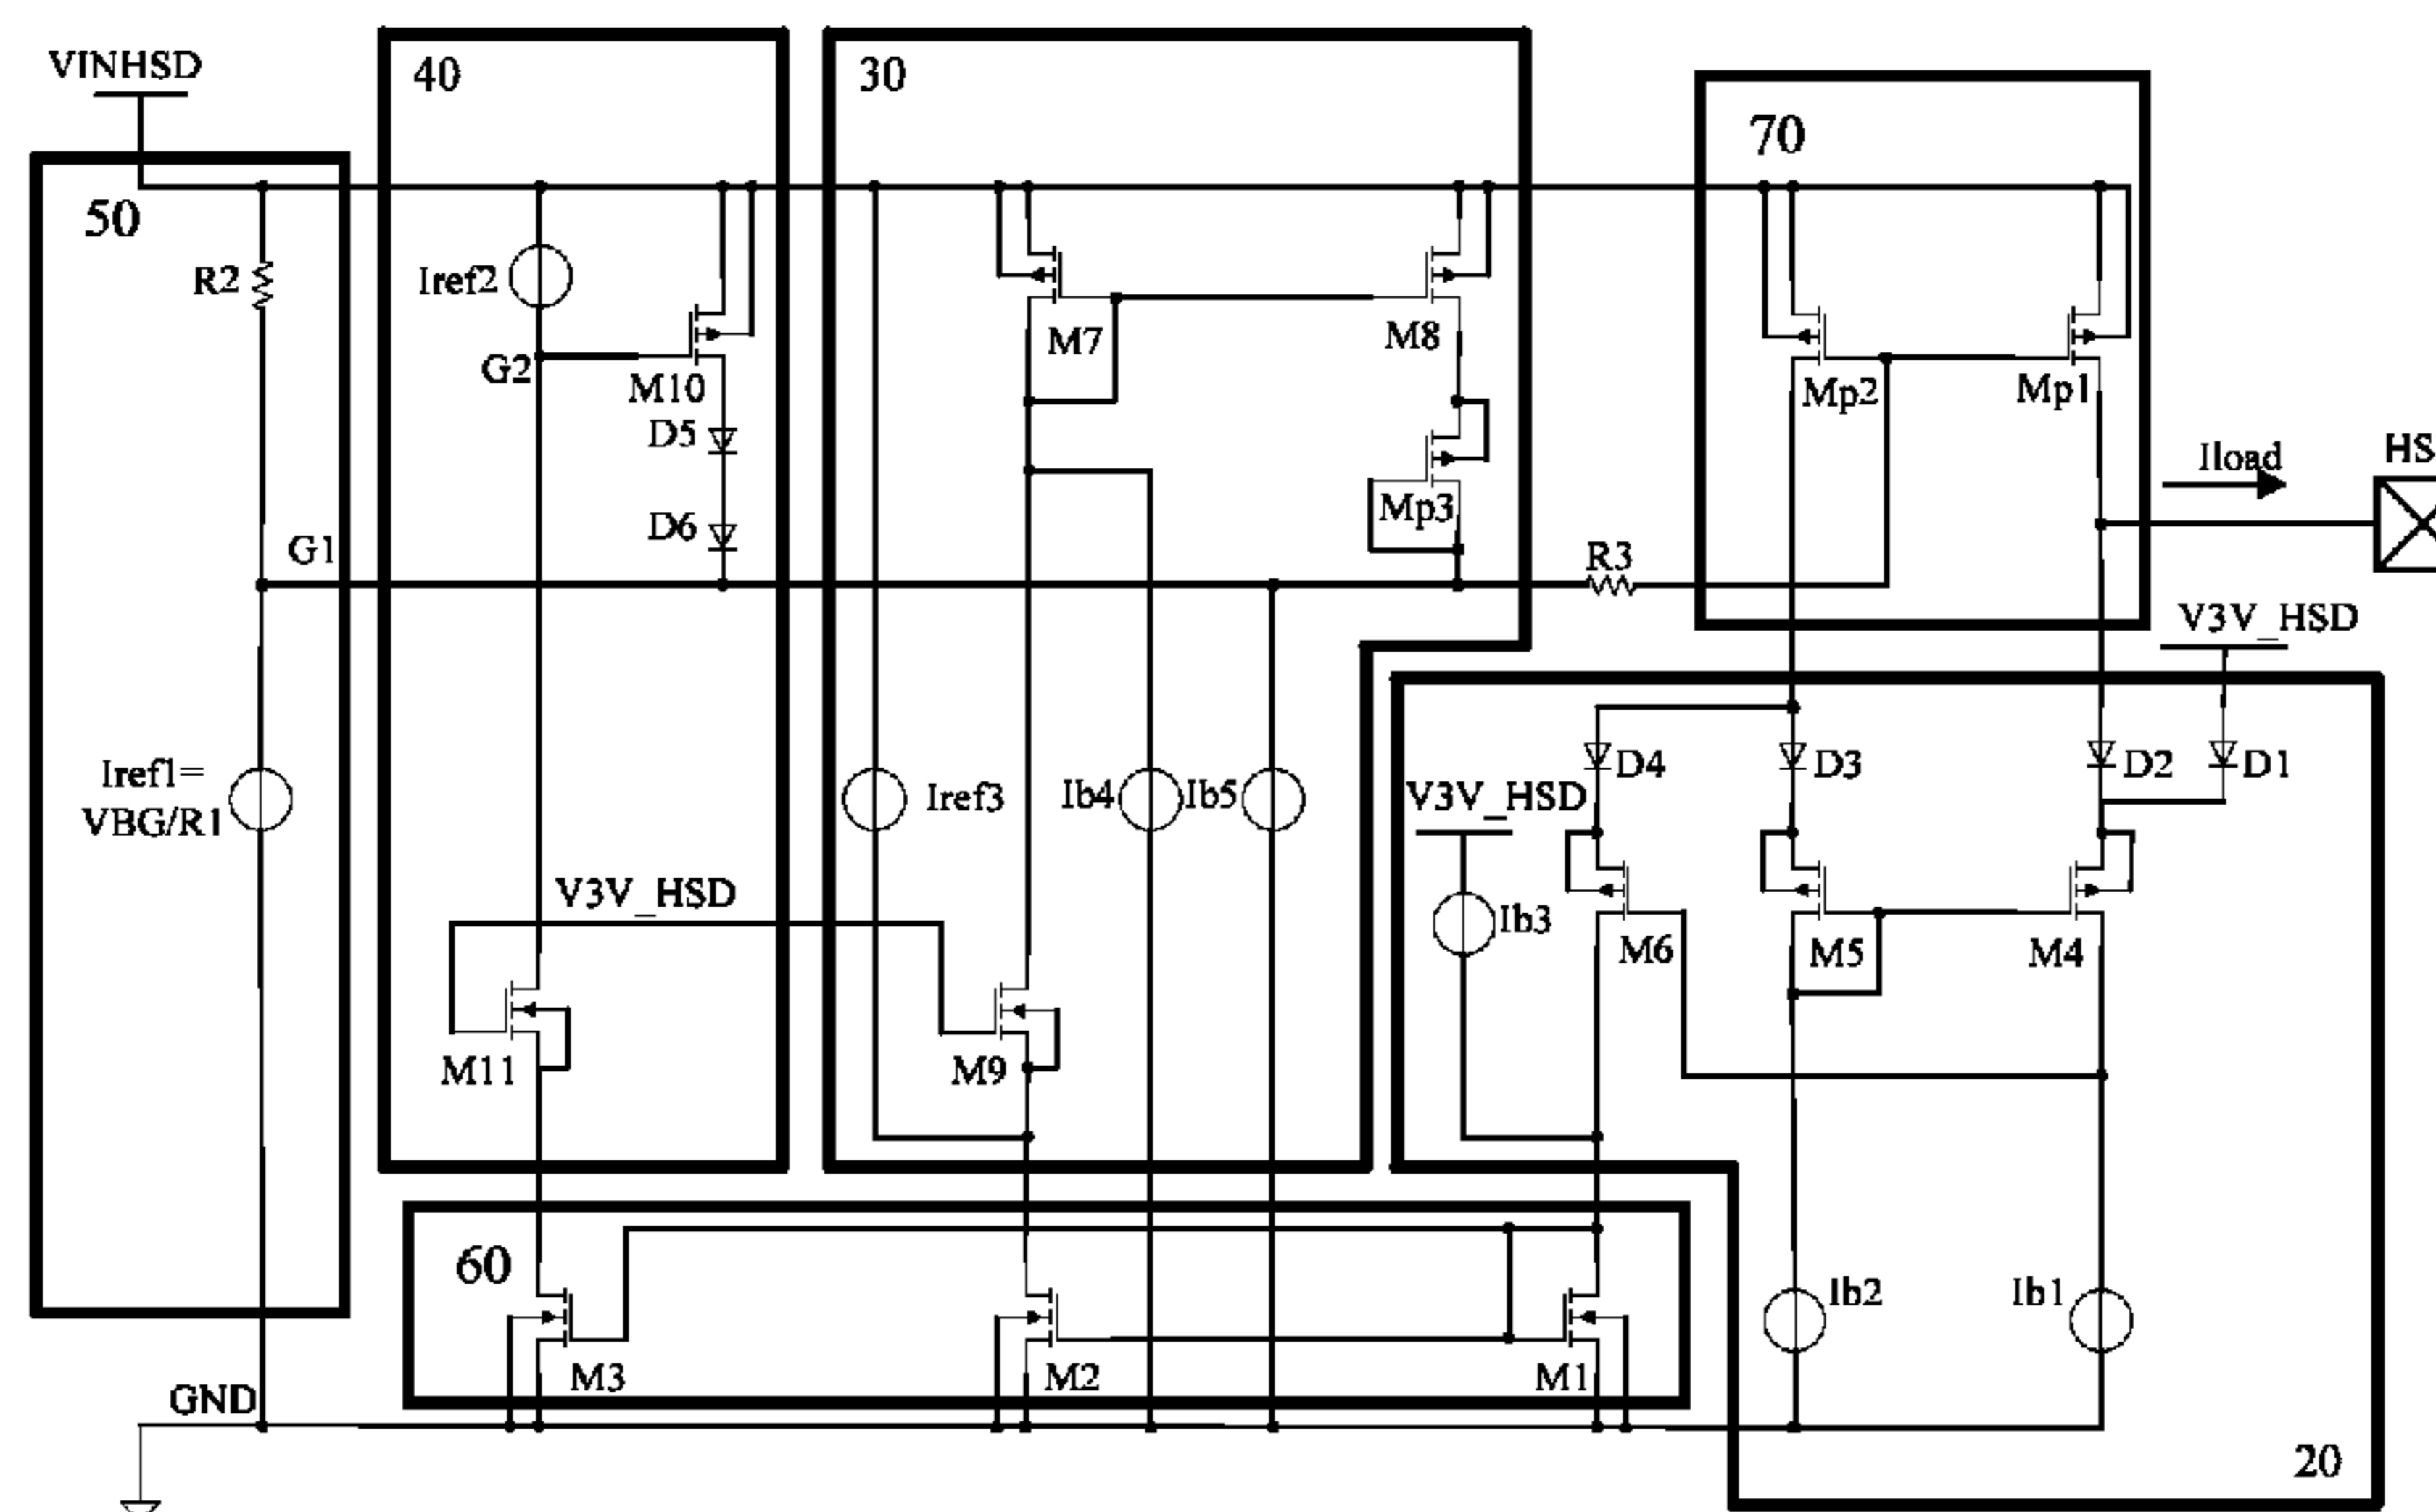 VINHSD
40
30
70
50
R2
Iref2
G2
M10
M7
M8
Mp2
Mp1
D5
D6
Mp3
Iload
HS
G1
R3
V3V_HSD
Iref1=
VBG/R1
Iref3
Ib4
Ib5
V3V_HSD
D4
D3
D2
D1
V3V_HSD
Ib3
M6
M5
M4
M11
M9
60
Ib2
Ib1
M3
M2
M1
GND
20